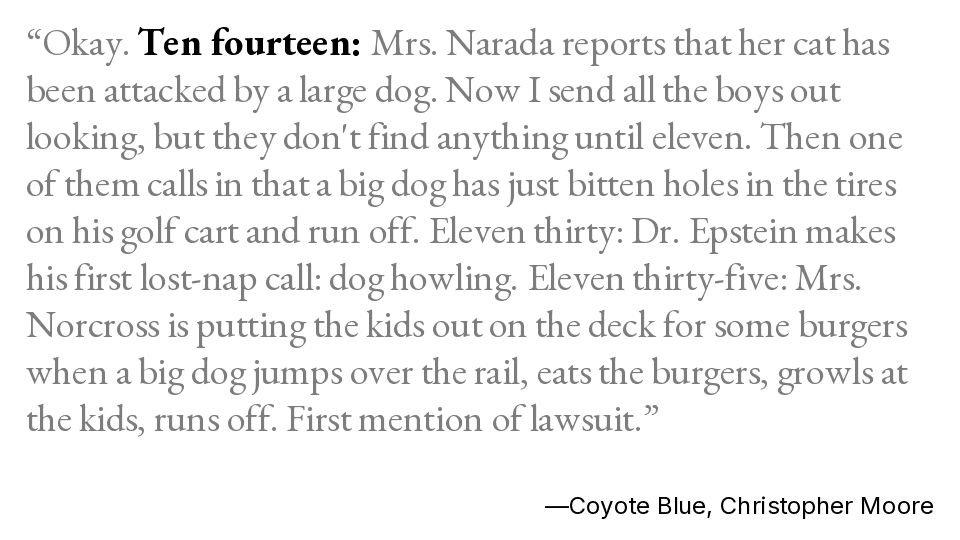 “Okay. Ten fourteen: Mrs. Narada reports that her cat has
been attacked by a large dog. Now I send all the boys out
looking, but they don't find anything until eleven. Then one
of them calls in that a big dog has just bitten holes in the tires
on his golf cart and run off. Eleven thirty: Dr. Epstein makes
his first lost-nap call: dog howling. Eleven thirty-five: Mrs.
Norcross is putting the kids out on the deck for some burgers
when a big dog jumps over the rail, eats the burgers, growls at
the kids, runs off. First mention of lawsuit.”
—Coyote Blue, Christopher Moore